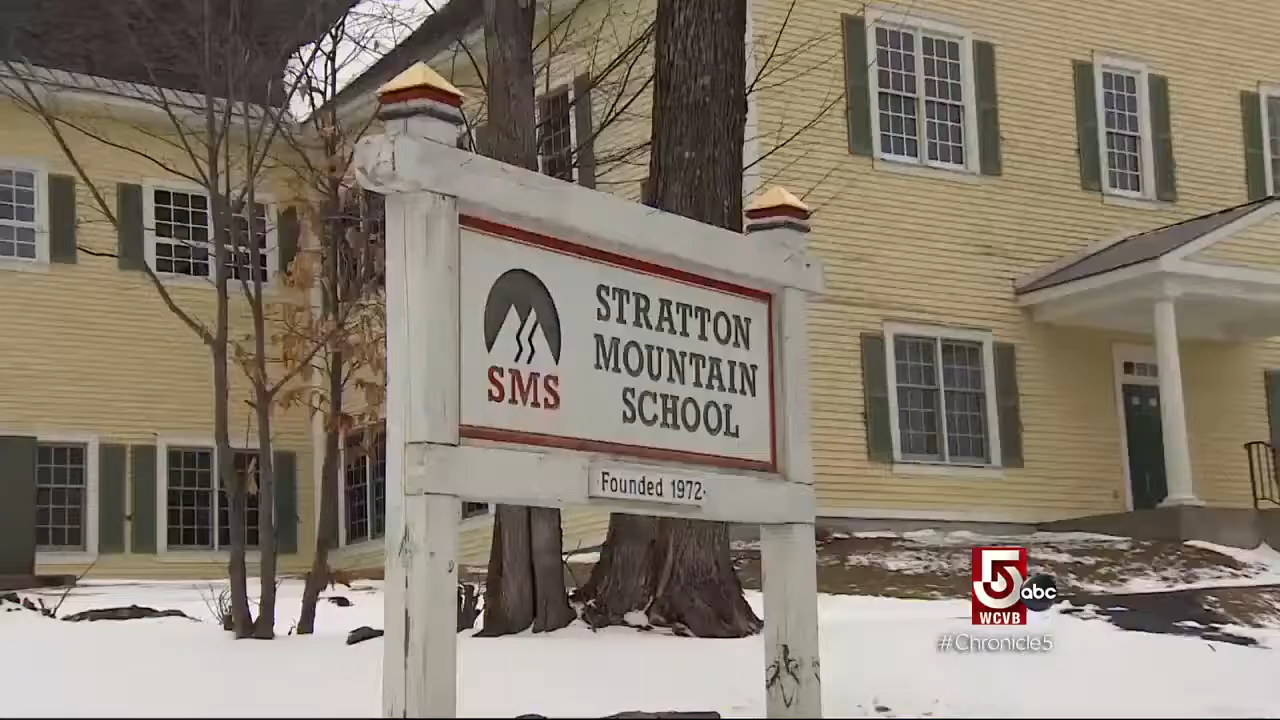 STRATTON
MOUNTAIN
SCHOOL
SMS
·Founded 1972·
5
abc
WCVB
#Chronicle5